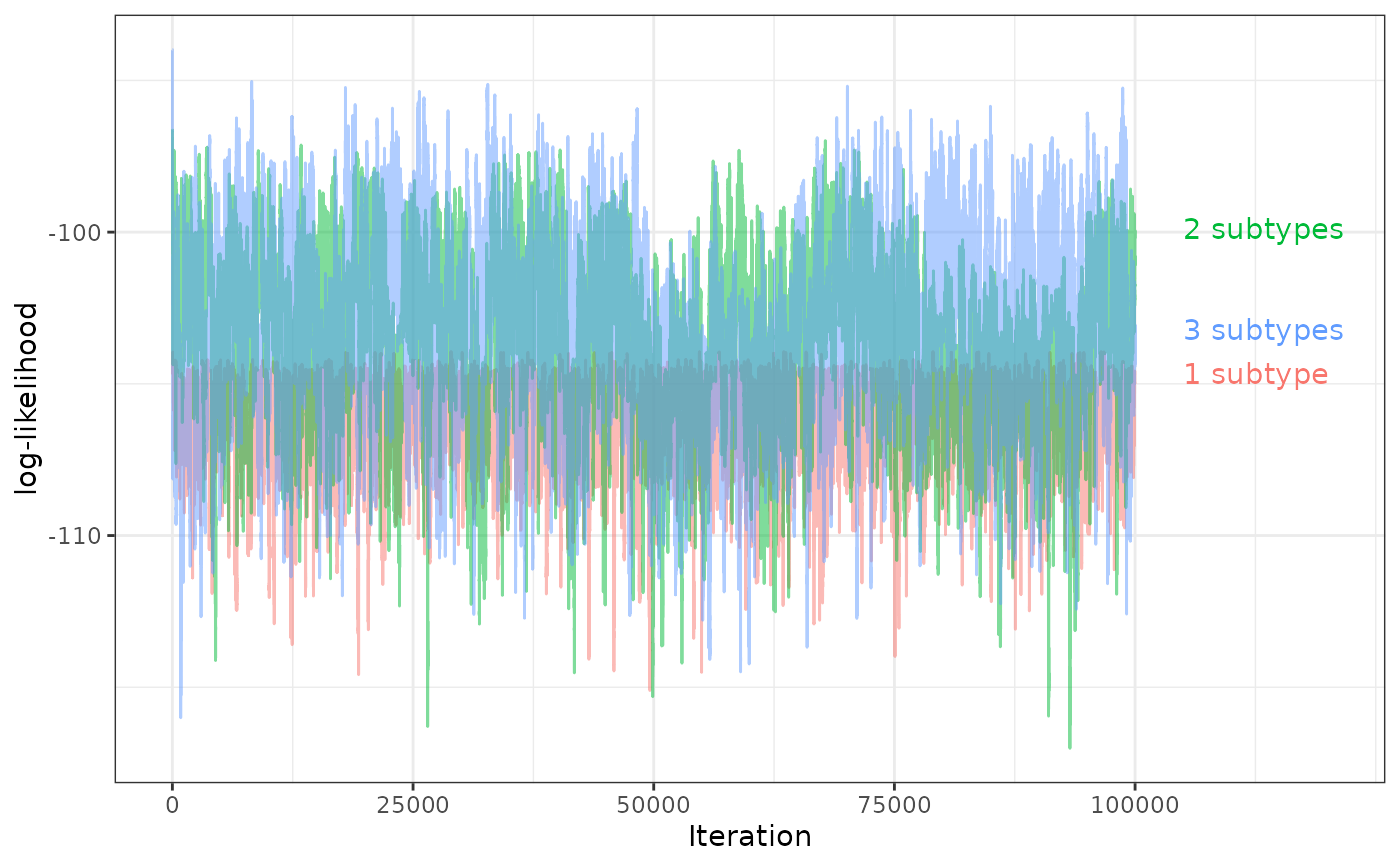 log-likelihood
-100
-110
2 subtypes
3 subtypes
1 subtype
0
25000
50000
75000
100000
Iteration